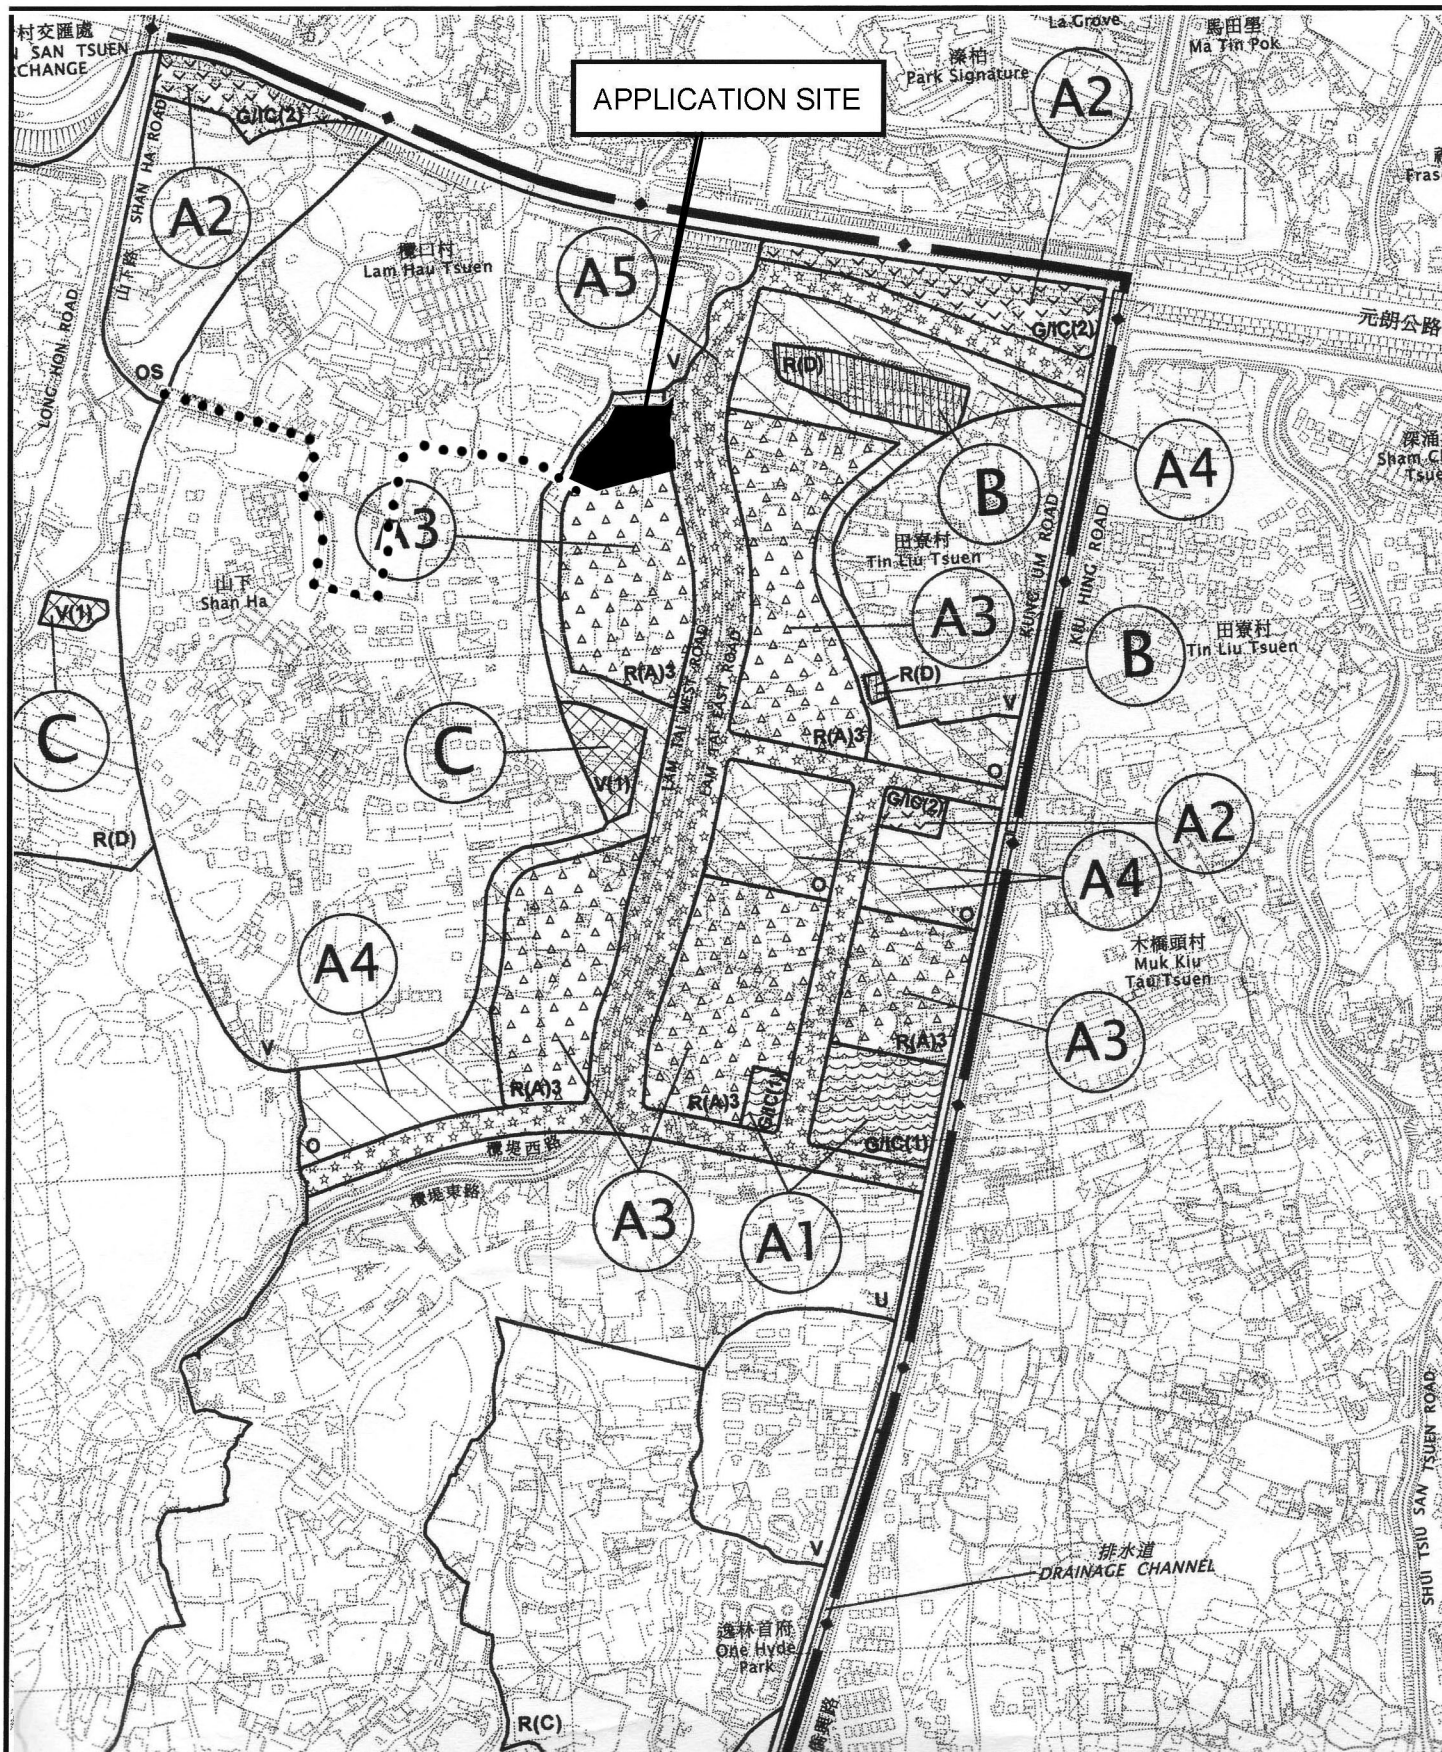 村交匯處
SAN TSUEN
RCHANGE
La Grove
馬田壆
Ma Tin Pok
溱柏
Park Signature
APPLICATION SITE
A2
G/IC(2)
SHAN HA ROAD
山下路
A2
欖口村
Lam Hau Tsuen
A5
Fras
元朗公路
G/IC(2)
LONG HON ROAD
OS
V
R(D)
A4
深涌
Sham C
Tsue
B
A3
田寮村
Tin Liu Tsuen
KUNG UM ROAD
KIU HING ROAD
山下
Shan Ha
V(1)
A3
B
田寮村
Tin Liu Tsuen
R(A)3
LAM TAI WEST ROAD
LAM TAI EAST ROAD
R(D)
V
C
C
R(A)3
V(1)
O
G/IC(2)
A2
R(D)
O
A4
O
A4
木橋頭村
Muk Kiu
Tau Tsuen
V
R(A)3
A3
R(A)3
R(A)3
G/IC(1)
G/IC(1)
O
欖堤西路
欖堤東路
A3
A1
U
SHUI TSIU SAN TSUEN ROAD
V
排水道
DRAINAGE CHANNEL
逸林首府
One Hyde
Park
R(C)
僑興路